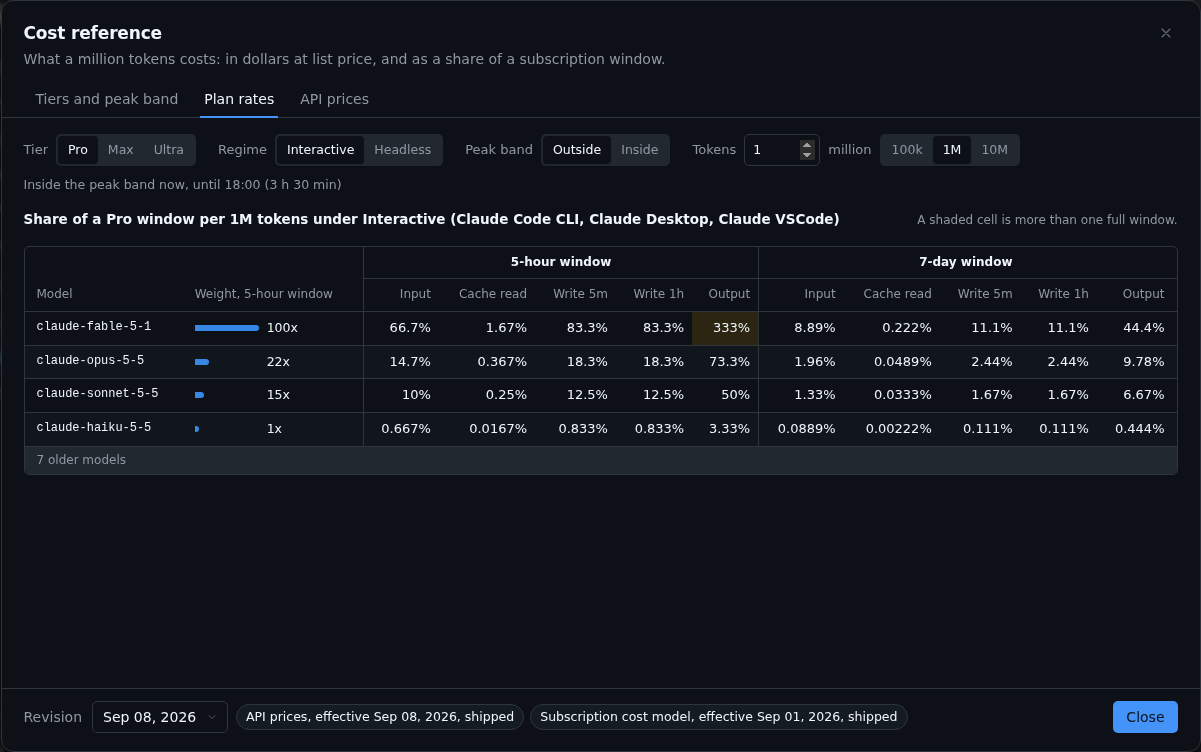 Cost reference
What a million tokens costs: in dollars at list price, and as a share of a subscription window.
Tiers and peak band Plan rates API prices
Tier Pro Max Ultra Regime Interactive Headless Peak band Outside Inside Tokens 1 million 100k 1M 10M
Inside the peak band now, until 18:00 (3 h 30 min)
Share of a Pro window per 1M tokens under Interactive (Claude Code CLI, Claude Desktop, Claude VSCode) A shaded cell is more than one full window.
5-hour window 7-day window
Model Weight, 5-hour window Input Cache read Write 5m Write 1h Output Input Cache read Write 5m Write 1h Output
claude-fable-5-1 100x 66.7% 1.67% 83.3% 83.3% 333% 8.89% 0.222% 11.1% 11.1% 44.4%
claude-opus-5-5 22x 14.7% 0.367% 18.3% 18.3% 73.3% 1.96% 0.0489% 2.44% 2.44% 9.78%
claude-sonnet-5-5 15x 10% 0.25% 12.5% 12.5% 50% 1.33% 0.0333% 1.67% 1.67% 6.67%
claude-haiku-5-5 1x 0.667% 0.0167% 0.833% 0.833% 3.33% 0.0889% 0.00222% 0.111% 0.111% 0.444%
7 older models
Revision Sep 08, 2026 API prices, effective Sep 08, 2026, shipped Subscription cost model, effective Sep 01, 2026, shipped Close